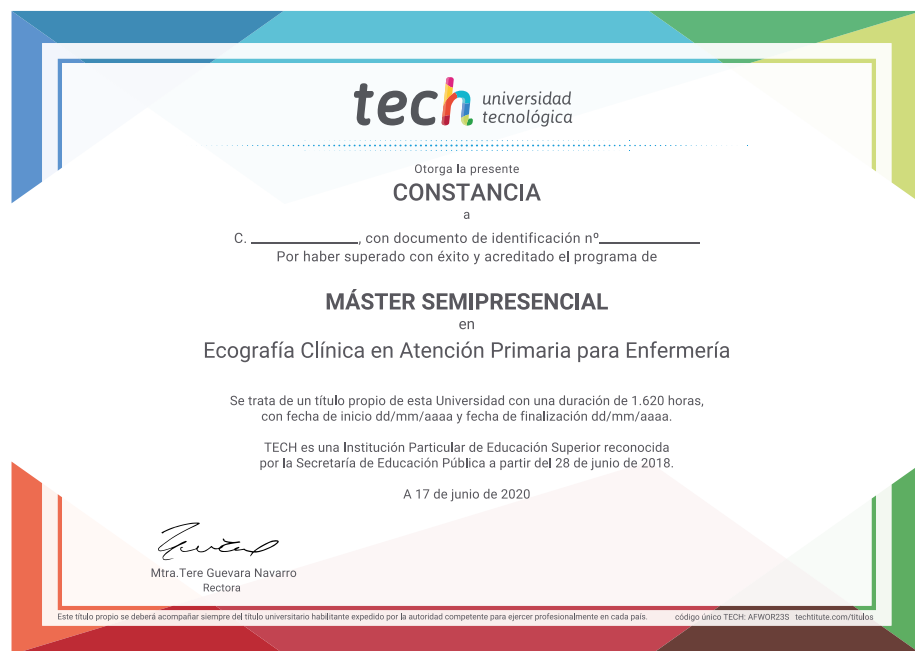 tech universidad
tecnológica
Otorga la presente
CONSTANCIA
a
C. ____________, con documento de identificación nº____________
Por haber superado con éxito y acreditado el programa de
MÁSTER SEMIPRESENCIAL
en
Ecografía Clínica en Atención Primaria para Enfermería
Se trata de un título propio de esta Universidad con una duración de 1.620 horas,
con fecha de inicio dd/mm/aaaa y fecha de finalización dd/mm/aaaa.
TECH es una Institución Particular de Educación Superior reconocida
por la Secretaría de Educación Pública a partir del 28 de junio de 2018.
A 17 de junio de 2020
Mtra.Tere Guevara Navarro
Rectora
Este título propio se deberá acompañar siempre del título universitario habilitante expedido por la autoridad competente para ejercer profesionalmente en cada país. código único TECH: AFWOR23S techtitute.com/titulos